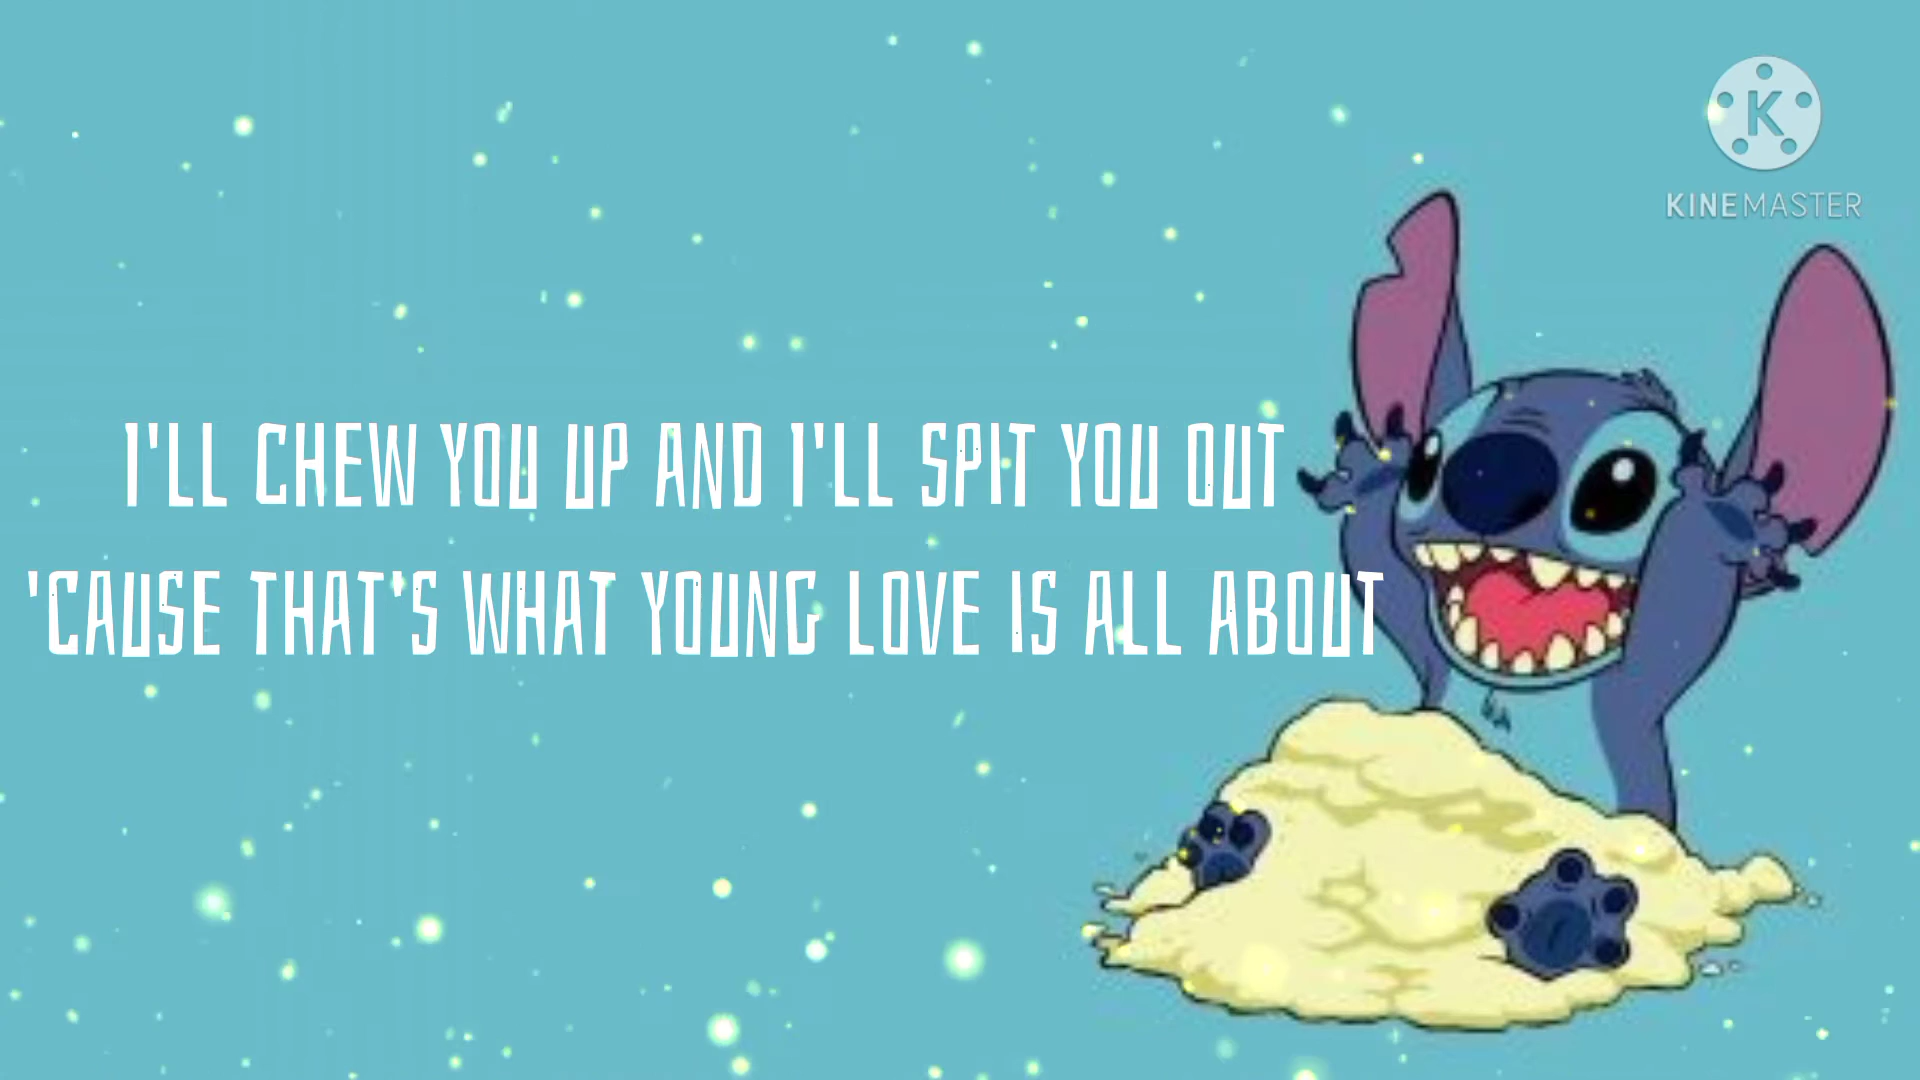 K
KINEMASTER
I'LL CHEW YOU UP AND I'LL SPIT YOU OUT
'CAUSE THAT'S WHAT YOUNG LOVE IS ALL ABOUT